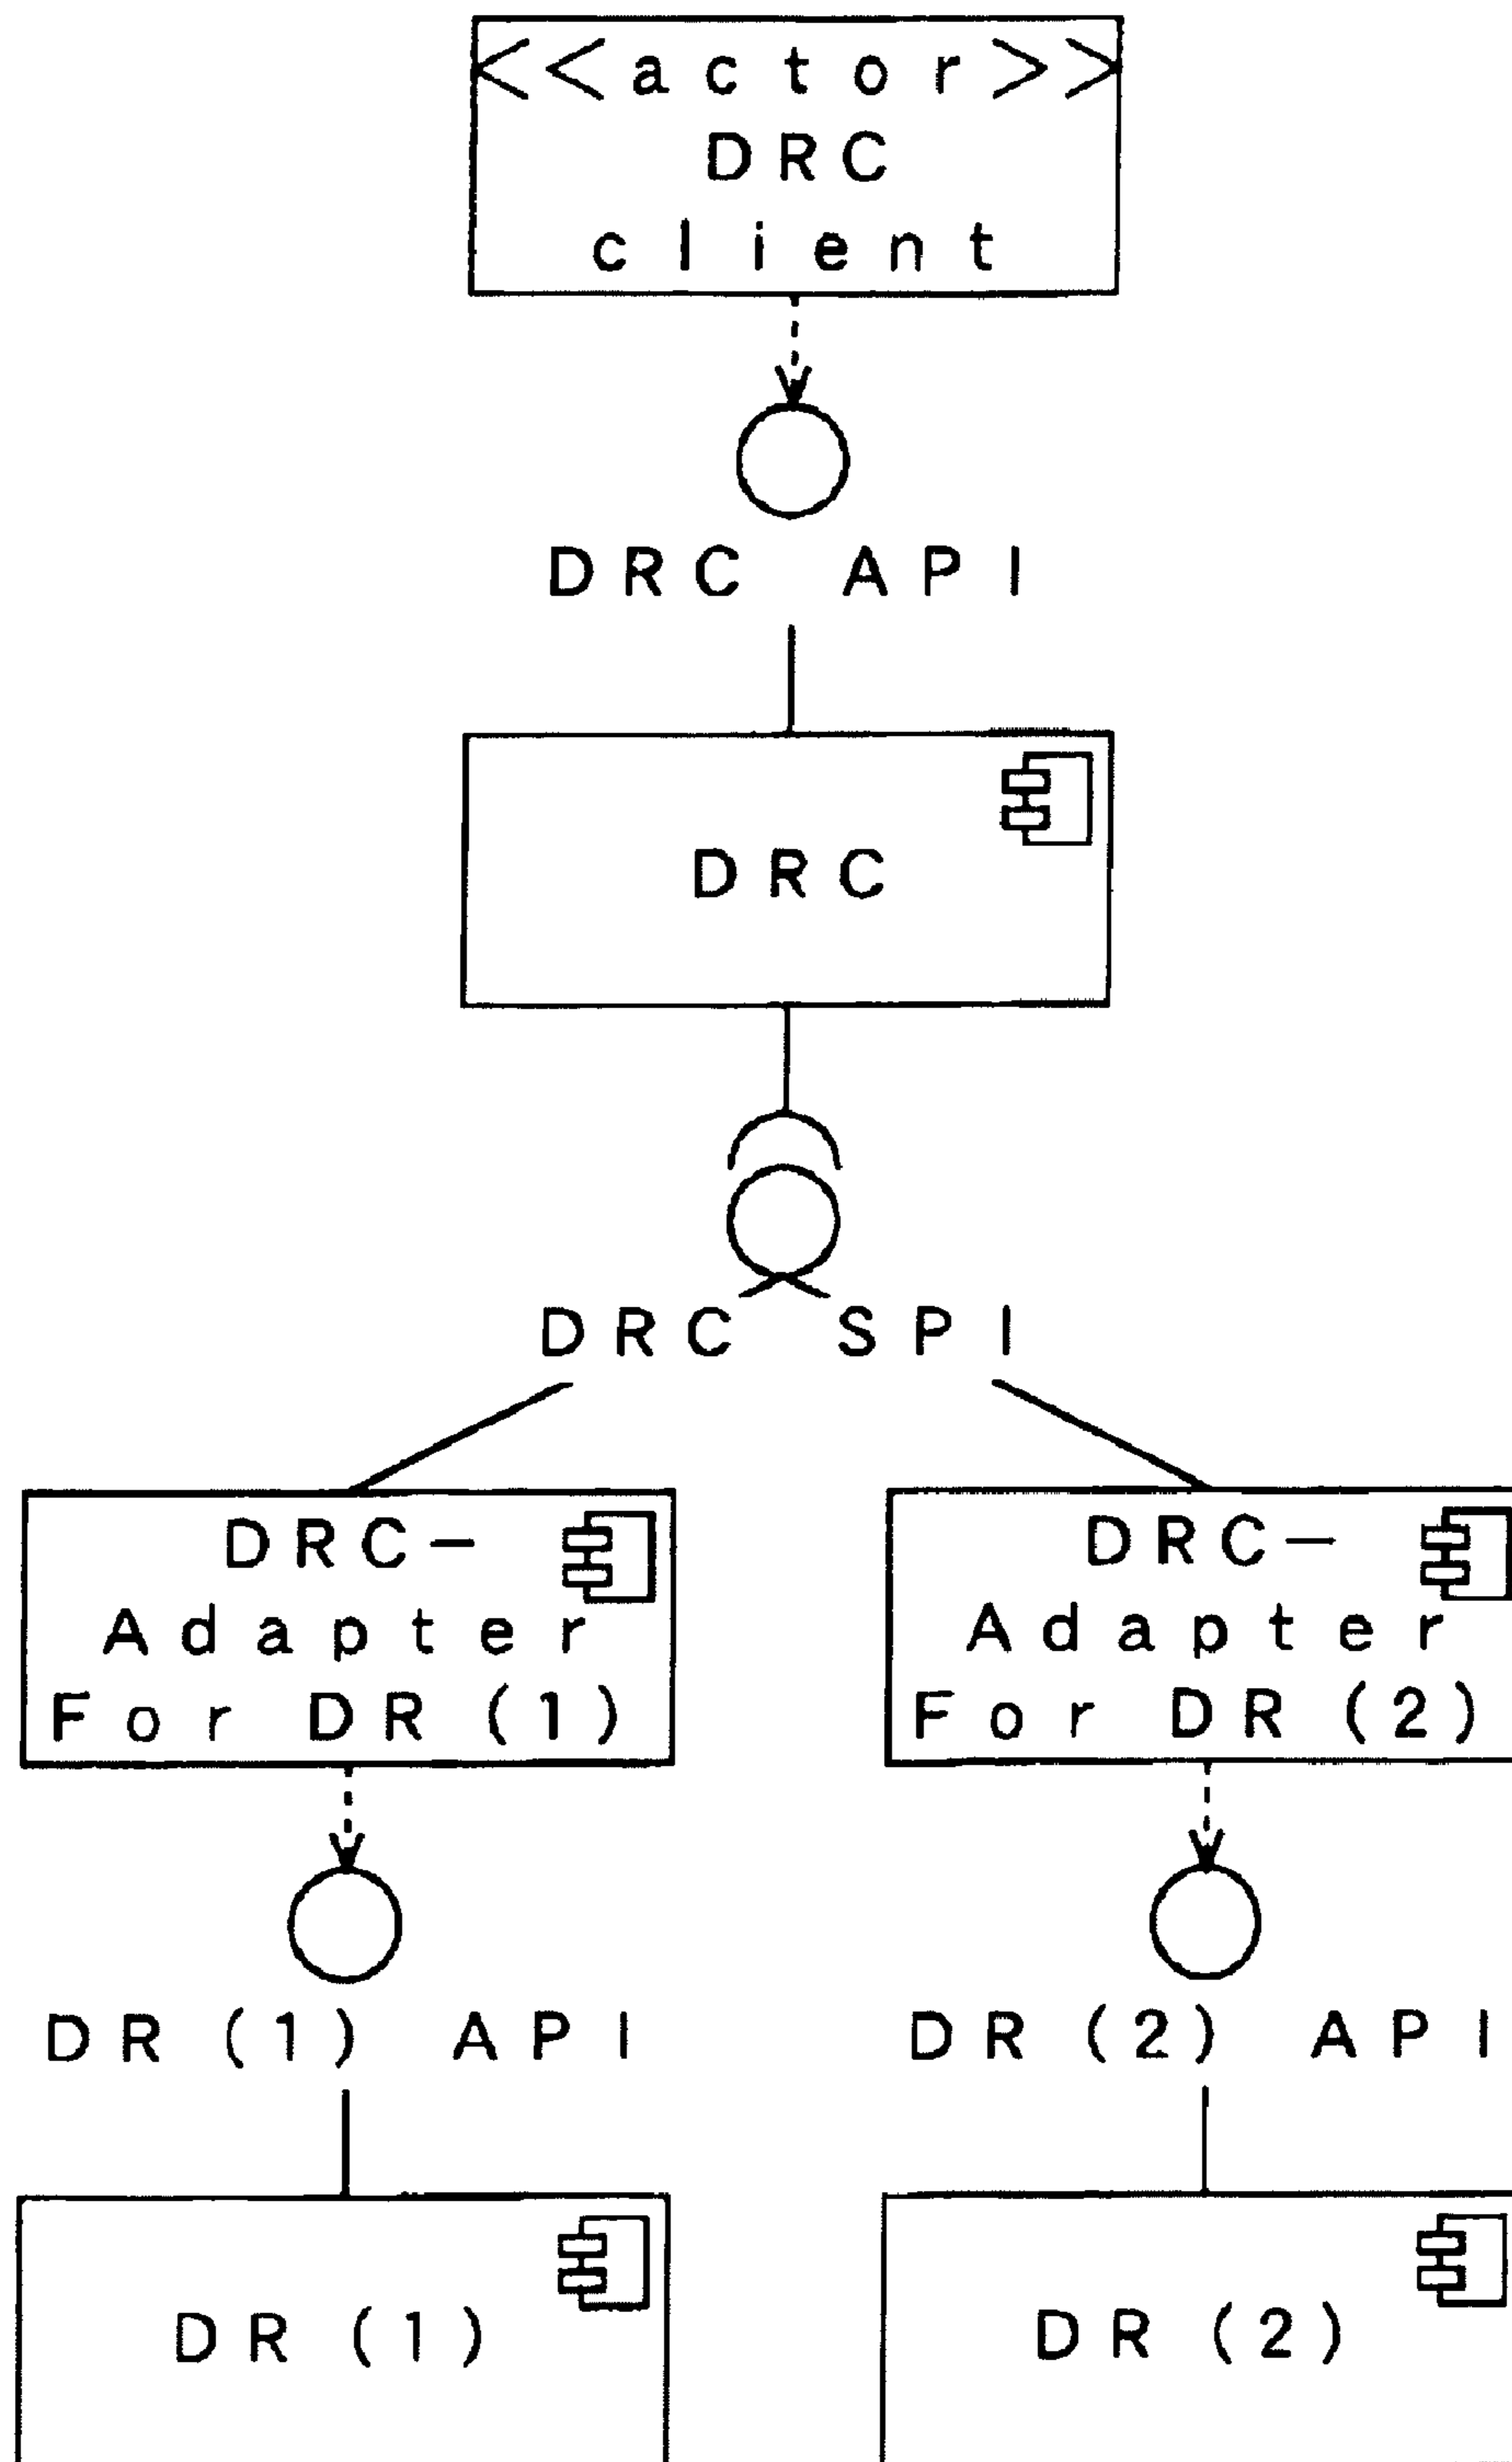 <<actor>>
DRC
client
DRC API
DRC
DRC SPI
DRC-
Adapter
For DR(1)
DRC-
Adapter
For DR(2)
DR(1) API
DR(2) API
DR(1)
DR(2)